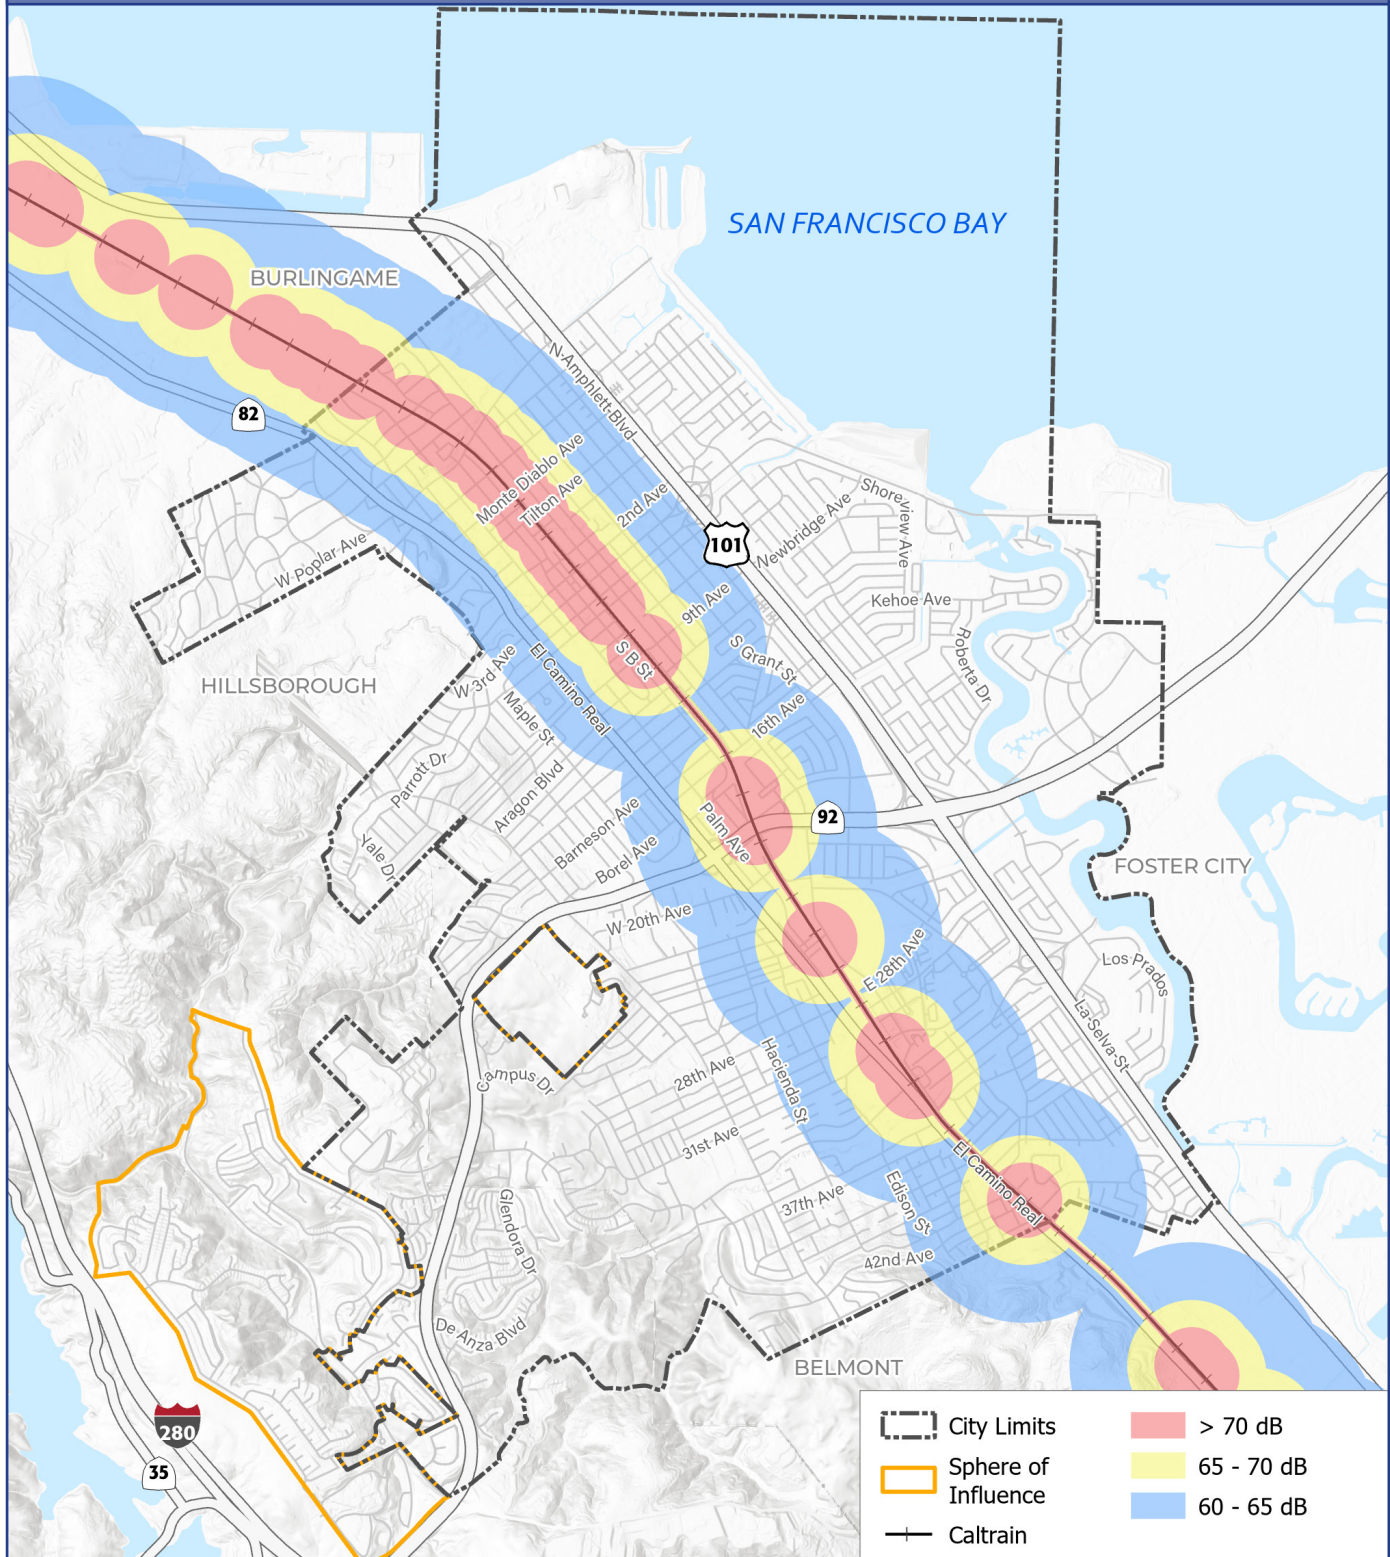 SAN FRANCISCO BAY
BURLINGAME
N Amphlett Blvd
82
Monte Diablo Ave
Tilton Ave
2nd Ave
Shoreview Ave
Newbridge Ave
101
W Poplar Ave
9th Ave
Kehoe Ave
S Grant St
Roberta Dr
S B St
El Camino Real
W 3rd Ave
HILLSBOROUGH
Maple St
16th Ave
Parrott Dr
Aragon Blvd
Palm Ave
92
Barneson Ave
Borel Ave
Yale Dr
FOSTER CITY
W 20th Ave
E 28th Ave
Los Prados
La Selva St
Hacienda St
28th Ave
Campus Dr
31st Ave
El Camino Real
Edison St
37th Ave
Glendora Dr
42nd Ave
De Anza Blvd
BELMONT
280
35
City Limits
Sphere of
Influence
Caltrain
> 70 dB
65 - 70 dB
60 - 65 dB